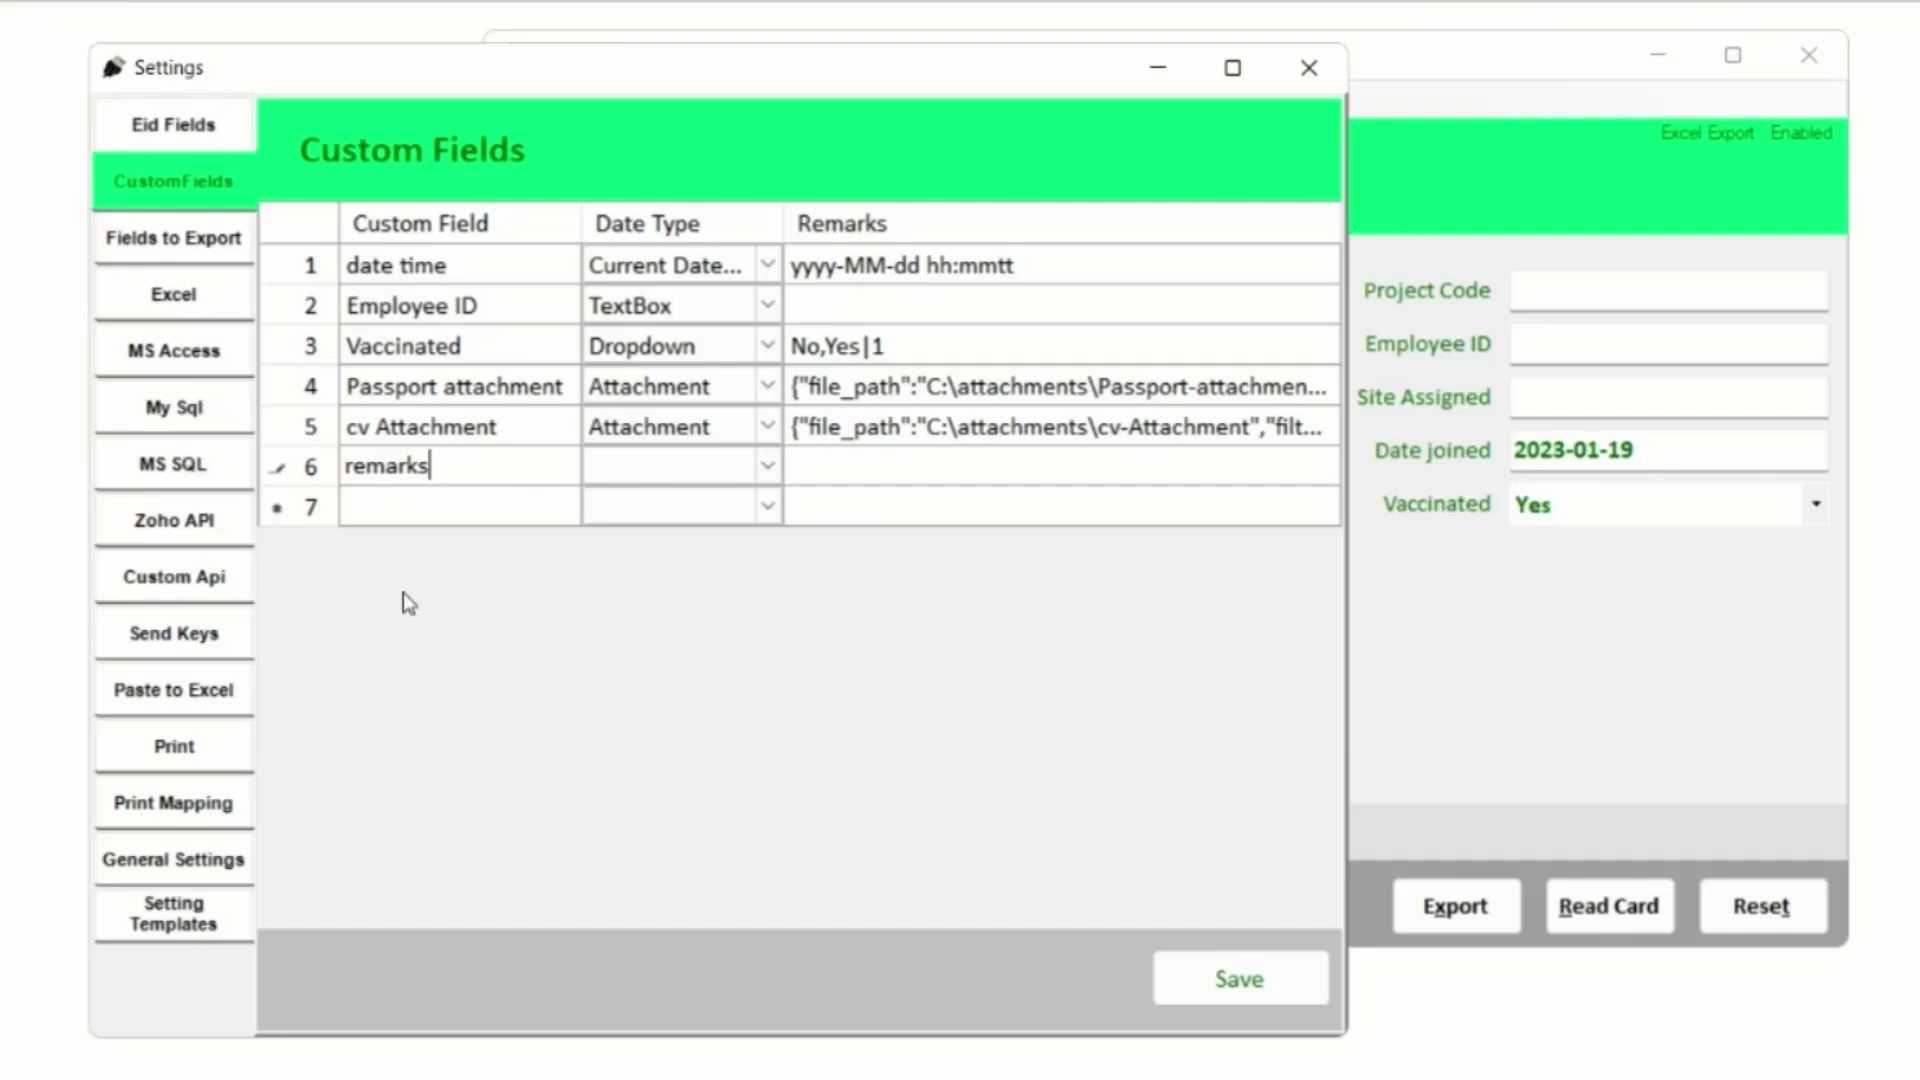 Settings
Eid Fields
CustomFields
Fields to Export
Excel
MS Access
My Sql
MS SQL
Zoho API
Custom Api
Send Keys
Paste to Excel
Print
Print Mapping
General Settings
Setting
Templates
Custom Fields
Custom Field Date Type Remarks
1 date time Current Date... yyyy-MM-dd hh:mmtt
2 Employee ID TextBox
3 Vaccinated Dropdown No,Yes|1
4 Passport attachment Attachment {"file_path":"C:\attachments\Passport-attachmen...
5 cv Attachment Attachment {"file_path":"C:\attachments\cv-Attachment","filt...
6 remarks
7
Save
Excel Export Enabled
Project Code
Employee ID
Site Assigned
Date joined 2023-01-19
Vaccinated Yes
Export Read Card Reset